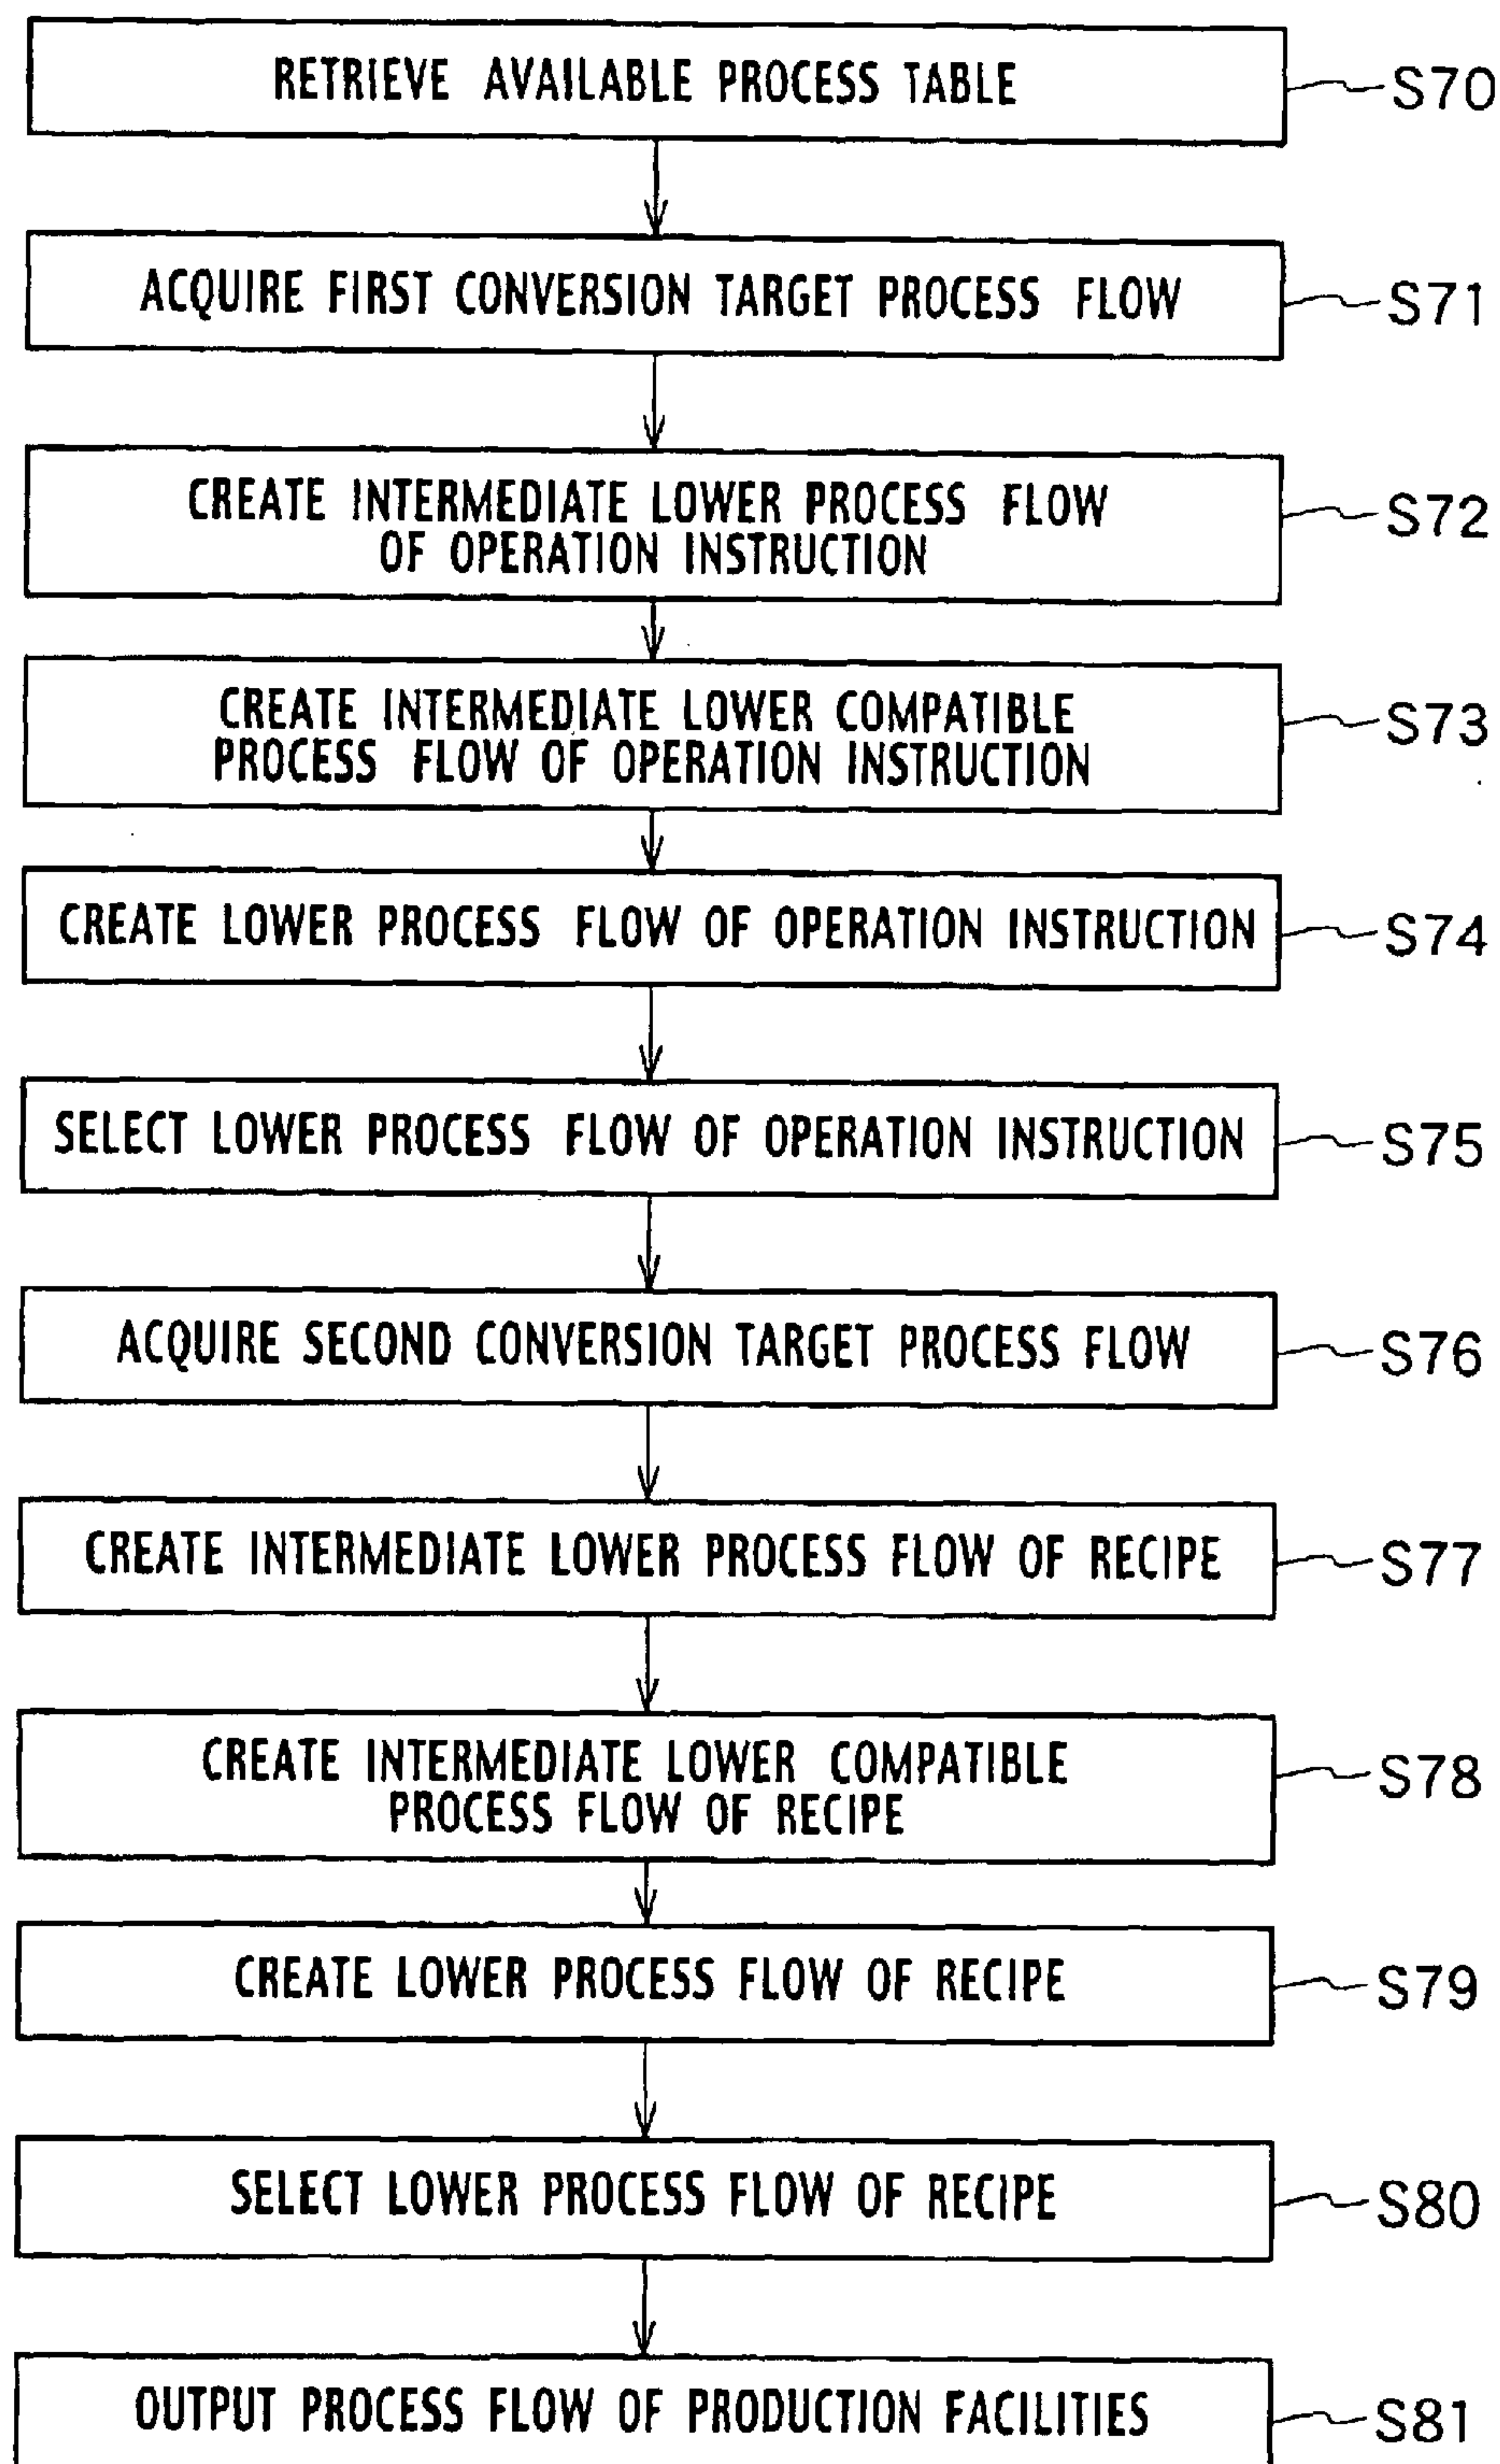 RETRIEVE AVAILABLE PROCESS TABLE
S70
ACQUIRE FIRST CONVERSION TARGET PROCESS FLOW
S71
CREATE INTERMEDIATE LOWER PROCESS FLOW
OF OPERATION INSTRUCTION
S72
CREATE INTERMEDIATE LOWER COMPATIBLE
PROCESS FLOW OF OPERATION INSTRUCTION
S73
CREATE LOWER PROCESS FLOW OF OPERATION INSTRUCTION
S74
SELECT LOWER PROCESS FLOW OF OPERATION INSTRUCTION
S75
ACQUIRE SECOND CONVERSION TARGET PROCESS FLOW
S76
CREATE INTERMEDIATE LOWER PROCESS FLOW OF RECIPE
S77
CREATE INTERMEDIATE LOWER COMPATIBLE
PROCESS FLOW OF RECIPE
S78
CREATE LOWER PROCESS FLOW OF RECIPE
S79
SELECT LOWER PROCESS FLOW OF RECIPE
S80
OUTPUT PROCESS FLOW OF PRODUCTION FACILITIES
S81